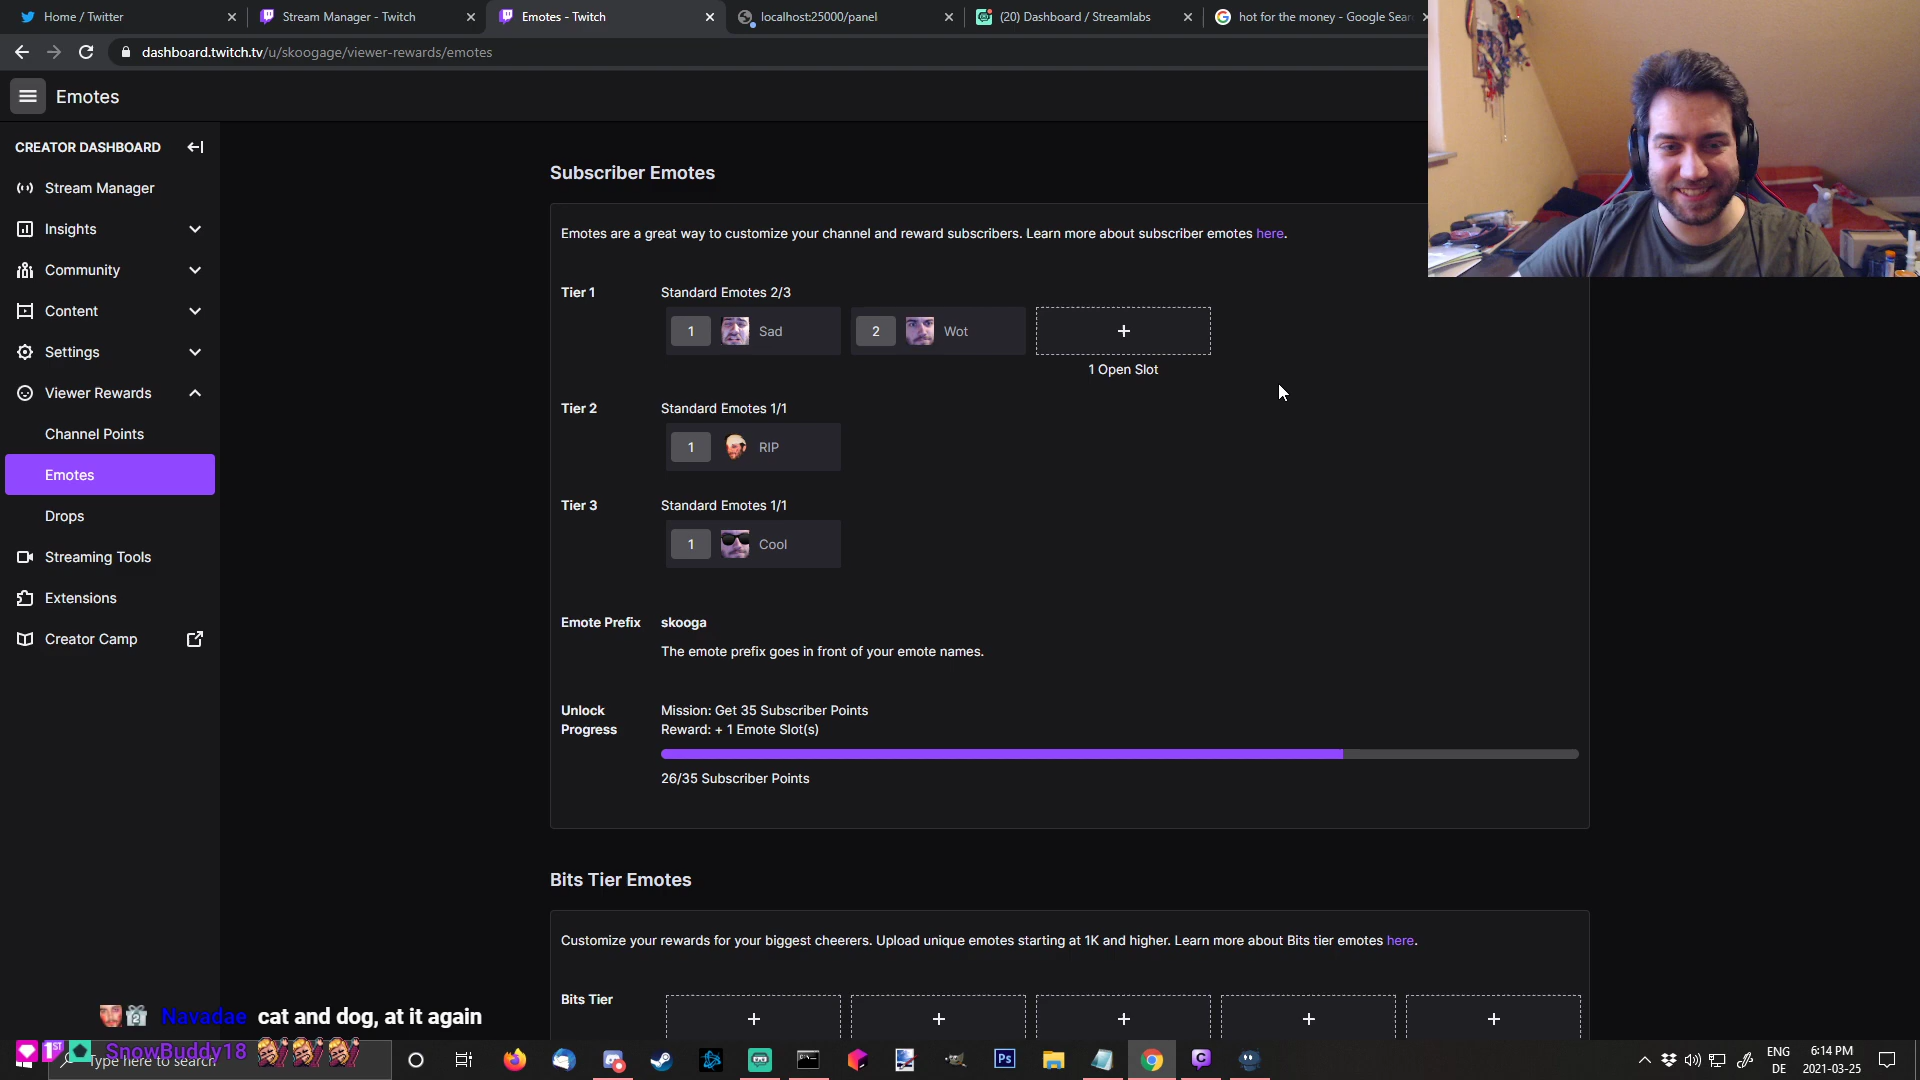 Home / Twitter
Stream Manager - Twitch
Emotes - Twitch
localhost:25000/panel
(20) Dashboard / Streamlabs
hot for the money - Google Sear
dashboard.twitch.tv/u/skoogage/viewer-rewards/emotes
Emotes
CREATOR DASHBOARD
Stream Manager
Insights
Community
Content
Settings
Viewer Rewards
Channel Points
Emotes
Drops
Streaming Tools
Extensions
Creator Camp
Subscriber Emotes
Emotes are a great way to customize your channel and reward subscribers. Learn more about subscriber emotes here.
Tier 1
Standard Emotes 2/3
1 Sad
2 Wot
+
1 Open Slot
Tier 2
Standard Emotes 1/1
1 RIP
Tier 3
Standard Emotes 1/1
1 Cool
Emote Prefix
skooga
The emote prefix goes in front of your emote names.
Unlock Progress
Mission: Get 35 Subscriber Points
Reward: + 1 Emote Slot(s)
26/35 Subscriber Points
Bits Tier Emotes
Customize your rewards for your biggest cheerers. Upload unique emotes starting at 1K and higher. Learn more about Bits tier emotes here.
Bits Tier
+ + + + +
2 Navadae cat and dog, at it again
1ST SnowBuddy18
Type here to search
Ps
ENG
DE
6:14 PM
2021-03-25